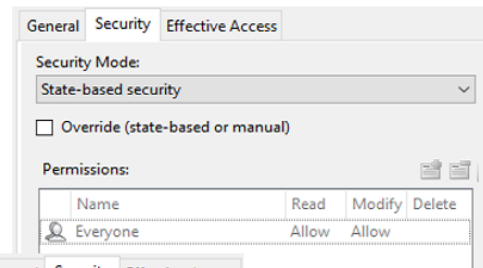 General Security Effective Access
Security Mode:
State-based security
Override (state-based or manual)
Permissions:
Name Read Modify Delete
Everyone Allow Allow